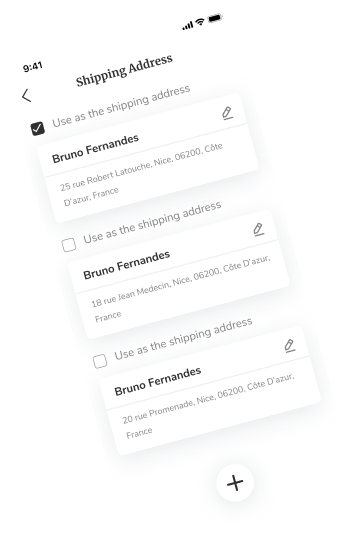 9:41
Shipping Address
Use as the shipping address
Bruno Fernandes
25 rue Robert Latouche, Nice, 06200, Côte
D'azur, France
Use as the shipping address
Bruno Fernandes
18 rue Jean Medecin, Nice, 06200, Côte D'azur,
France
Use as the shipping address
Bruno Fernandes
20 rue Promenade, Nice, 06200, Côte D'azur,
France